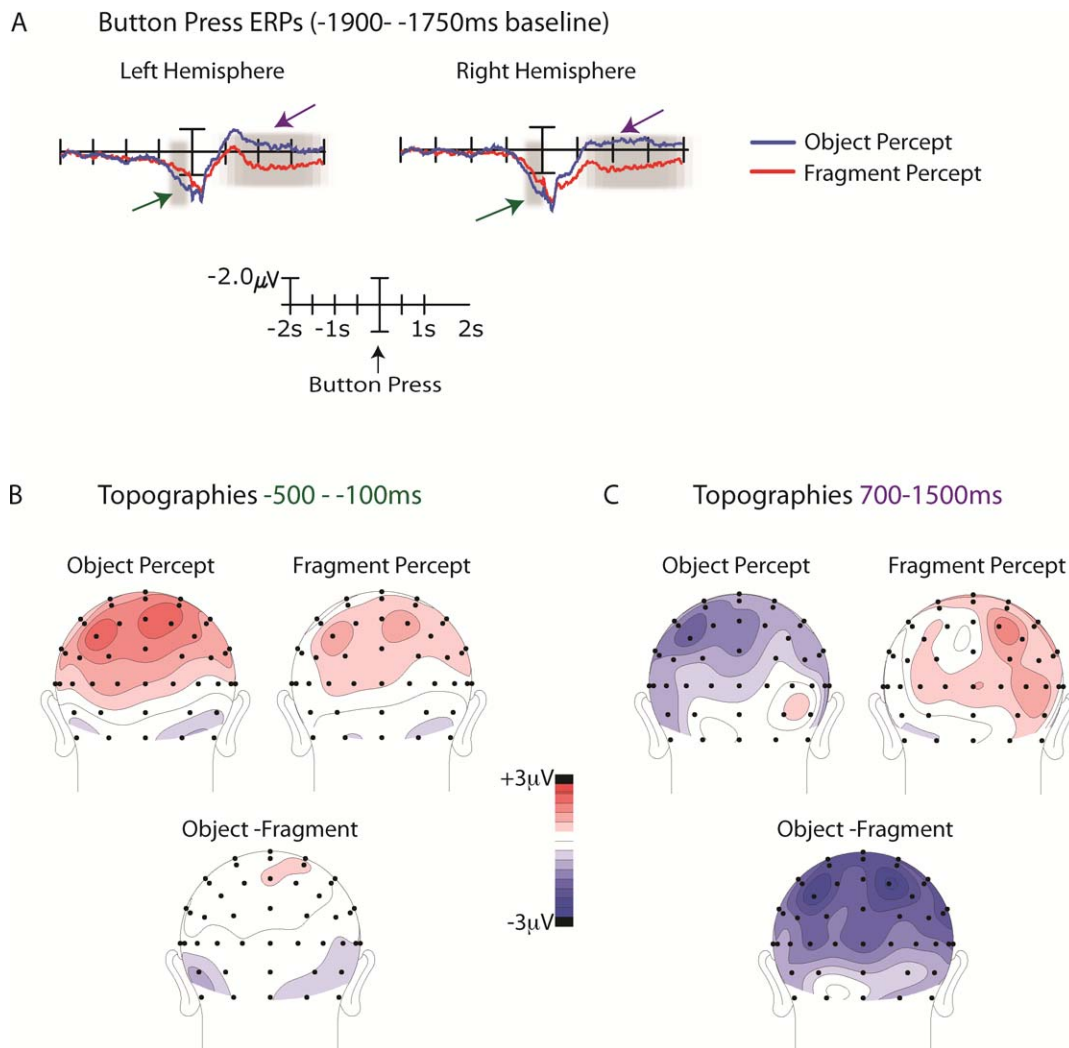 A Button Press ERPs (-1900- -1750ms baseline)
Left Hemisphere
Right Hemisphere
Object Percept
Fragment Percept
-2.0μV
-2s -1s 1s 2s
Button Press
B Topographies -500 - -100ms
Object Percept
Fragment Percept
Object -Fragment
C Topographies 700-1500ms
Object Percept
Fragment Percept
Object -Fragment
+3μV
-3μV